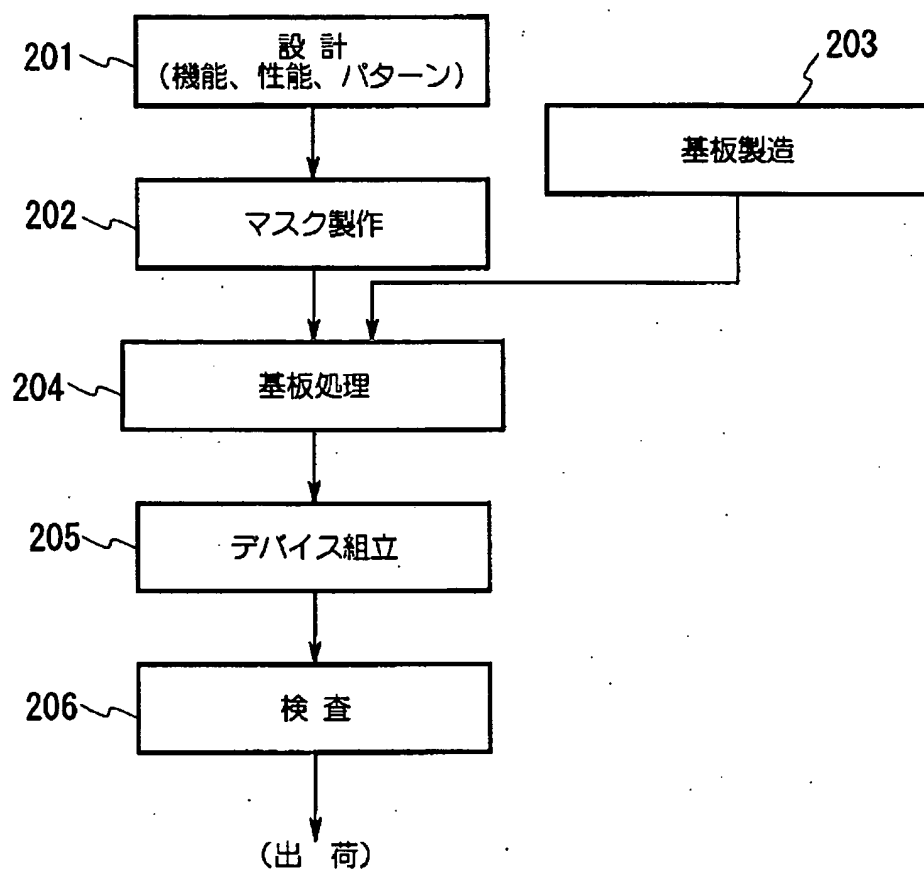 201
設 計
(機能、性能、パターン)
203
基板製造
202
マスク製作
204
基板処理
205
デバイス組立
206
検 査
(出 荷)